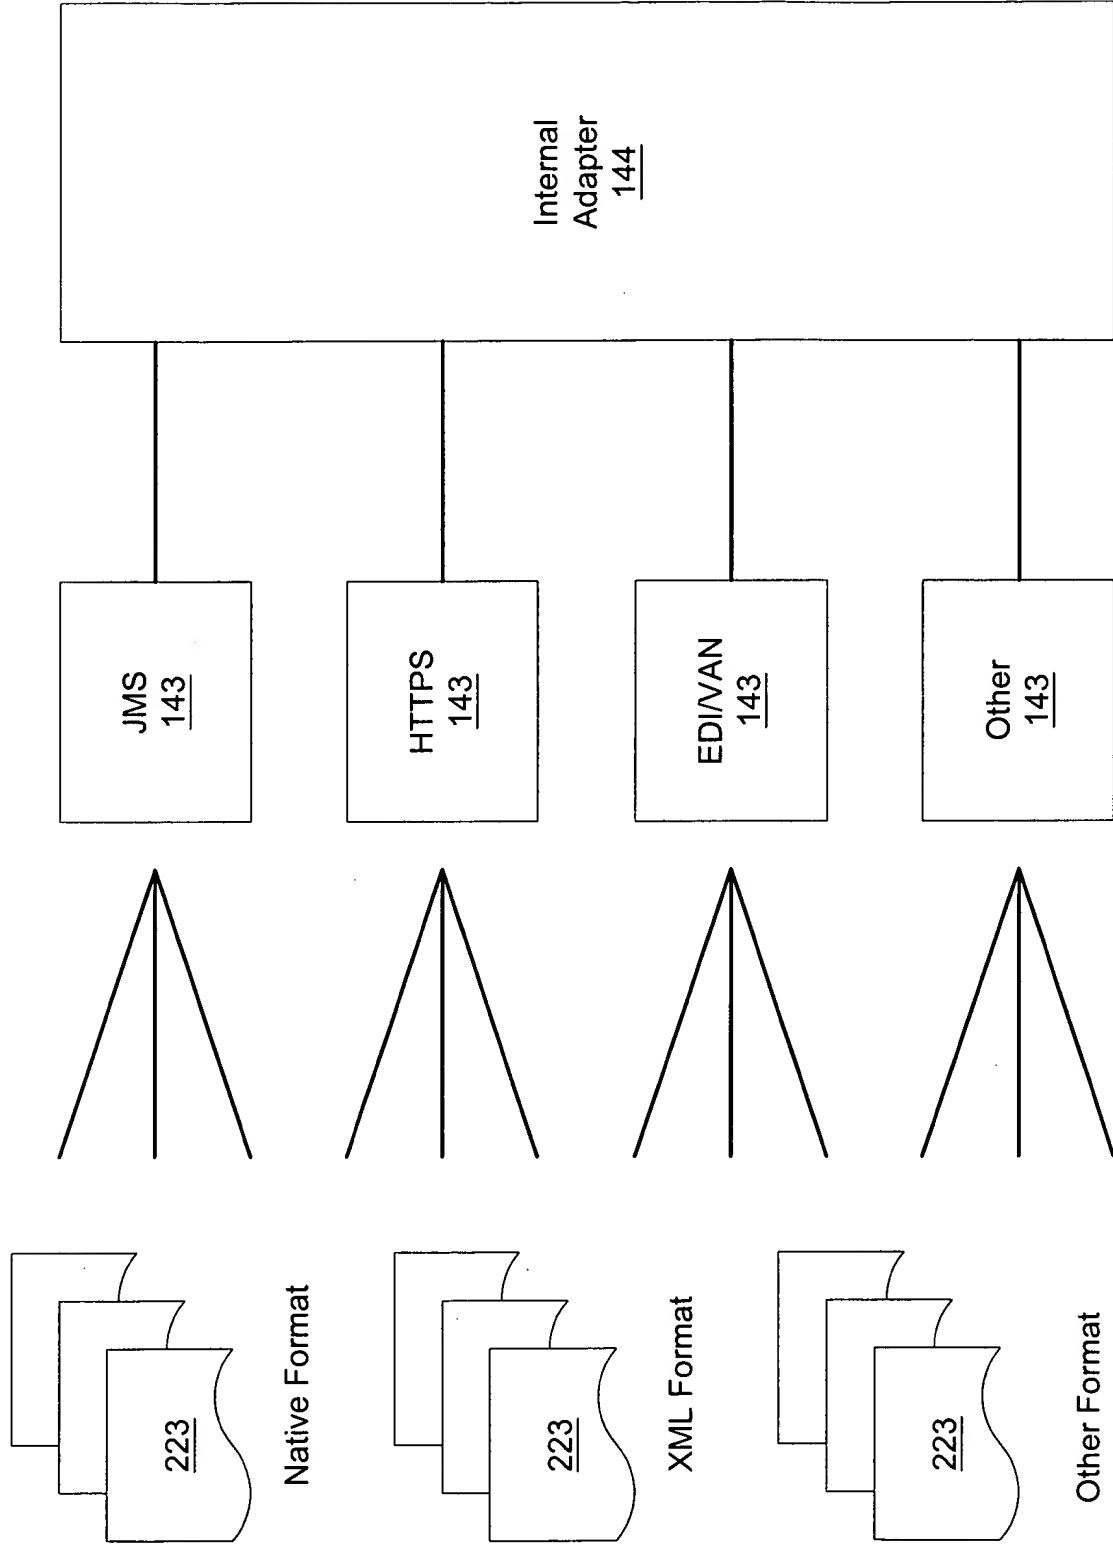 Internal
Adapter
144
JMS
143
HTTPS
143
EDI/VAN
143
Other
143
223
Native Format
223
XML Format
223
Other Format